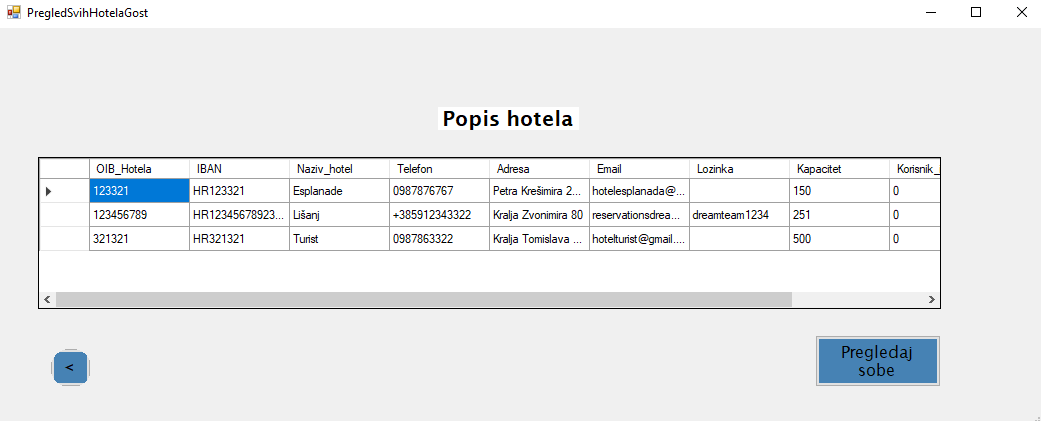 PregledSvihHotelaGost
Popis hotela
OIB_Hotela IBAN Naziv_hotel Telefon Adresa Email Lozinka Kapacitet Korisnik_
123321 HR123321 Esplanade 0987876767 Petra Krešimira 2... hotelesplanada@... 150 0
123456789 HR12345678923... Lišanj +385912343322 Kralja Zvonimira 80 reservationsdrea... dreamteam1234 251 0
321321 HR321321 Turist 0987863322 Kralja Tomislava ... hotelturist@gmail.... 500 0
<
Pregledaj
sobe